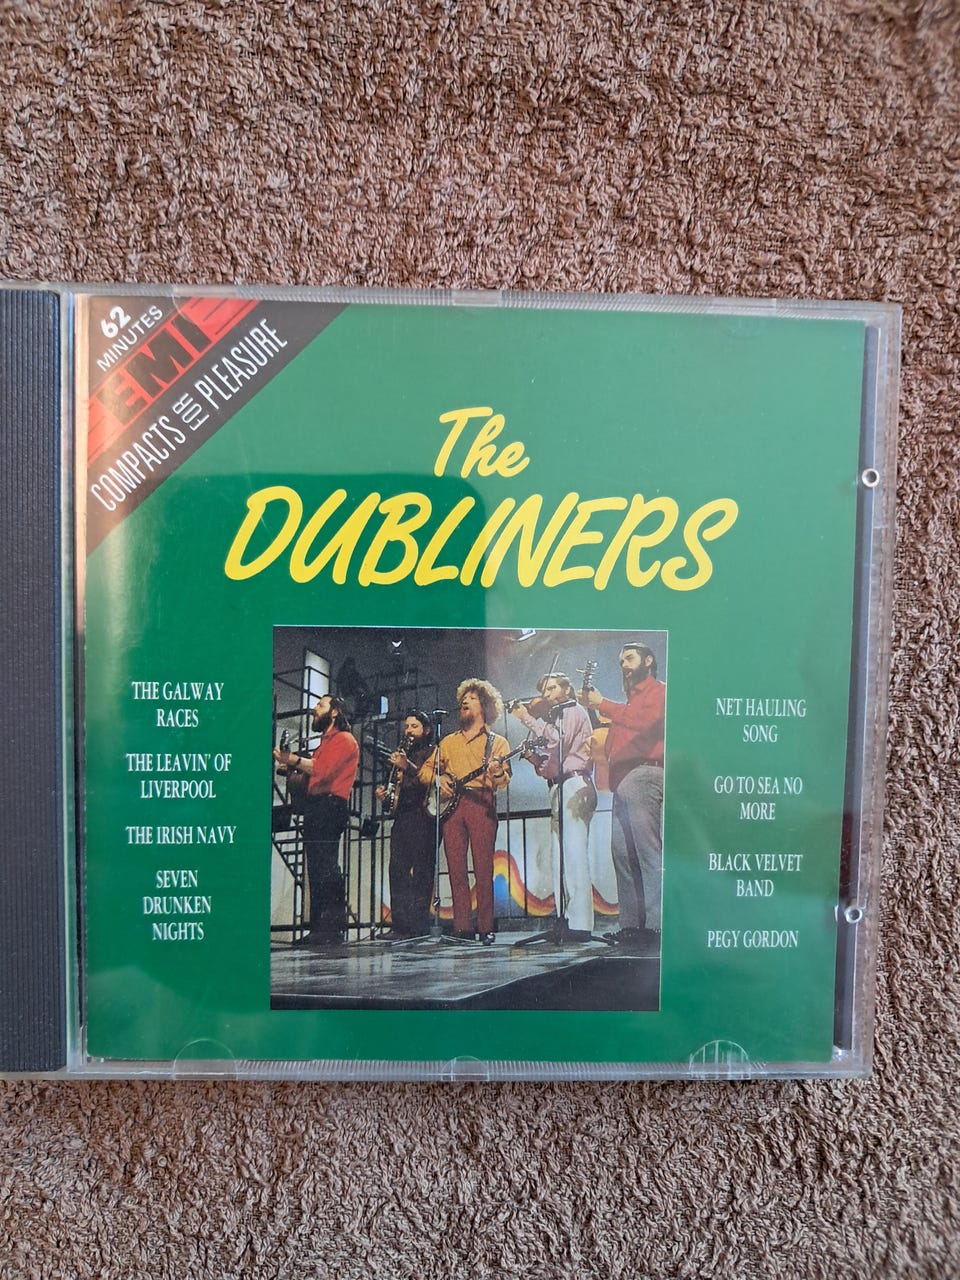 62
MINUTES
EMI
COMPACTS FOR PLEASURE
The
DUBLINERS
THE GALWAY
RACES
THE LEAVIN' OF
LIVERPOOL
THE IRISH NAVY
SEVEN
DRUNKEN
NIGHTS
NET HAULING
SONG
GO TO SEA NO
MORE
BLACK VELVET
BAND
PEGY GORDON